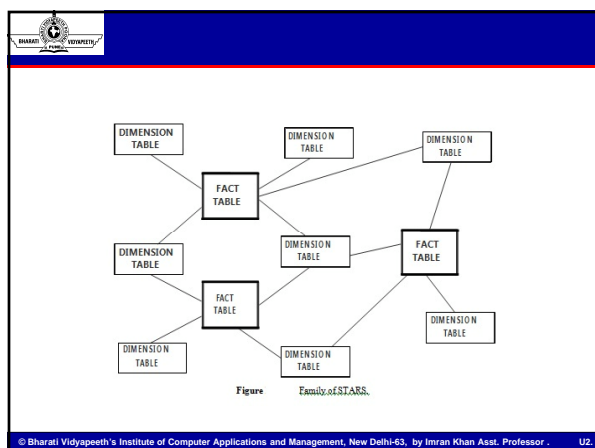 BHARATI VIDYAPEETH
PUNE
DIMENSION
TABLE
DIMENSION
TABLE
DIMENSION
TABLE
FACT
TABLE
DIMENSION
TABLE
DIMENSION
TABLE
FACT
TABLE
FACT
TABLE
DIMENSION
TABLE
DIMENSION
TABLE
DIMENSION
TABLE
Figure Family of STARS.
© Bharati Vidyapeeth's Institute of Computer Applications and Management, New Delhi-63, by Imran Khan Asst. Professor . U2.